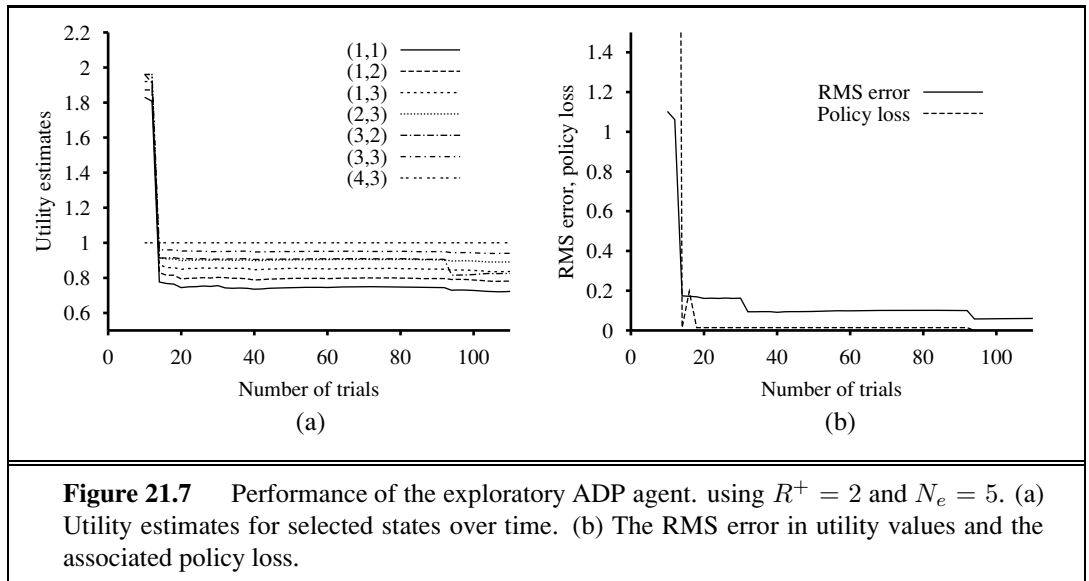 2.2
2
1.8
1.6
1.4
1.2
1
0.8
0.6
Utility estimates
(1,1)
(1,2)
(1,3)
(2,3)
(3,2)
(3,3)
(4,3)
0 20 40 60 80 100
Number of trials
(a)
1.4
1.2
1
0.8
0.6
0.4
0.2
0
RMS error, policy loss
RMS error
Policy loss
0 20 40 60 80 100
Number of trials
(b)
Figure 21.7 Performance of the exploratory ADP agent. using R⁺ = 2 and Nₑ = 5. (a)
Utility estimates for selected states over time. (b) The RMS error in utility values and the
associated policy loss.